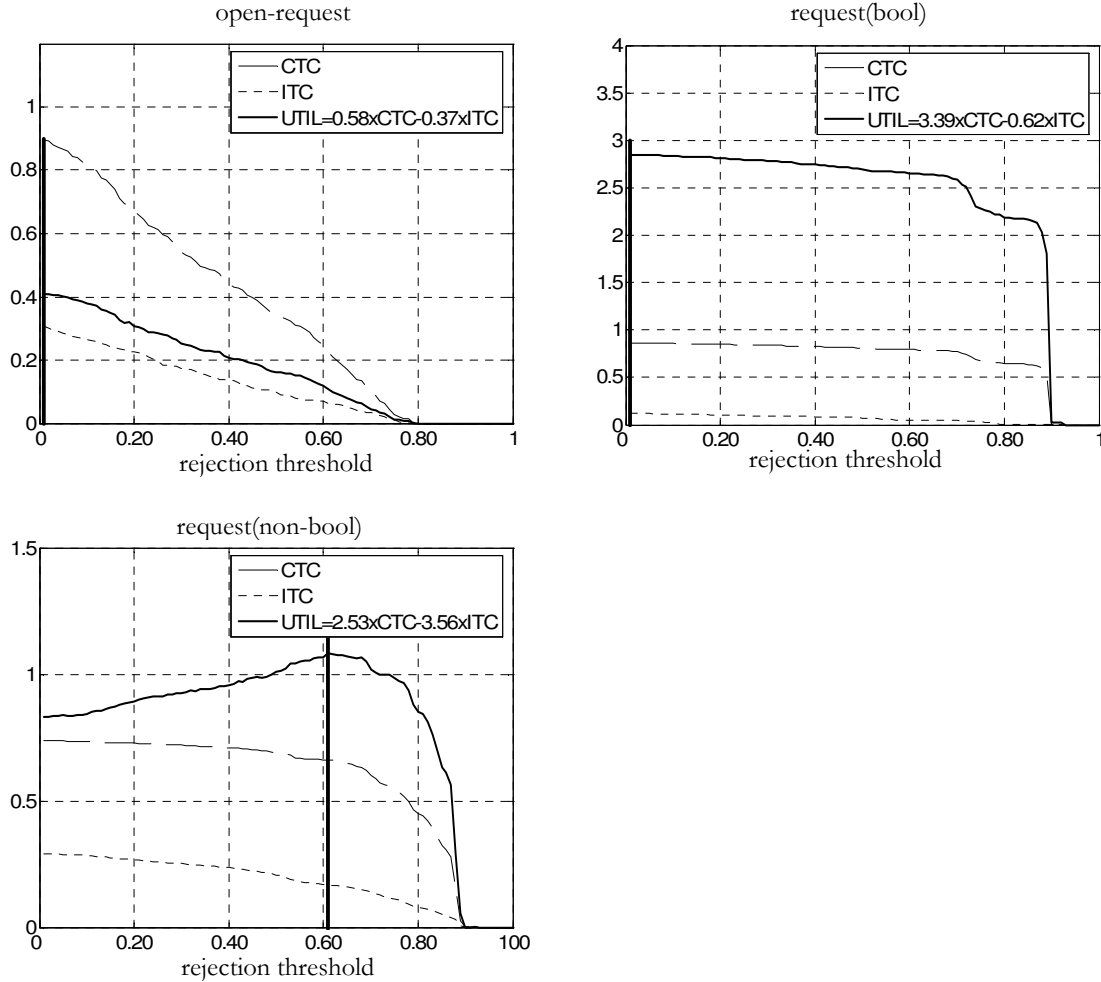 open-request
CTC
ITC
UTIL=0.58xCTC-0.37xITC
1
0.8
0.6
0.4
0.2
0
0 0.20 0.40 0.60 0.80 1
rejection threshold
request(bool)
CTC
ITC
UTIL=3.39xCTC-0.62xITC
4
3.5
3
2.5
2
1.5
1
0.5
0
0 0.20 0.40 0.60 0.80 1
rejection threshold
request(non-bool)
CTC
ITC
UTIL=2.53xCTC-3.56xITC
1.5
1
0.5
0
0 0.20 0.40 0.60 0.80 100
rejection threshold